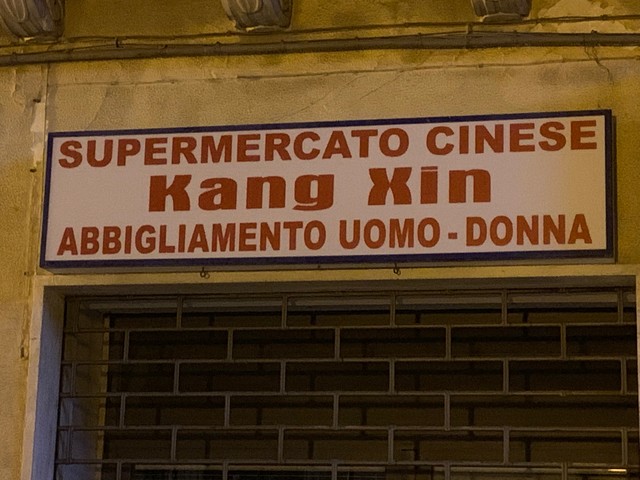 SUPERMERCATO CINESE
Kang Xin
ABBIGLIAMENTO UOMO - DONNA